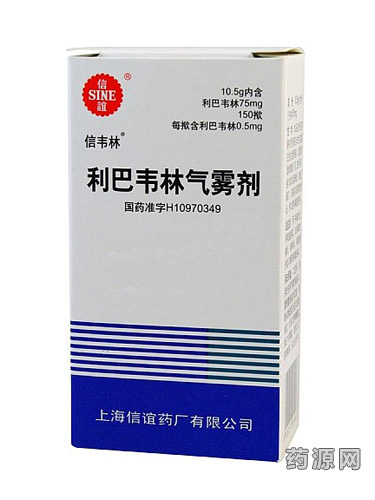 信
SINE
誼
®
10.5g内含
利巴韦林75mg
150揿
每揿含利巴韦林0.5mg
信韦林®
利巴韦林气雾剂
国药准字H10970349
上海信谊药厂有限公司
药源网